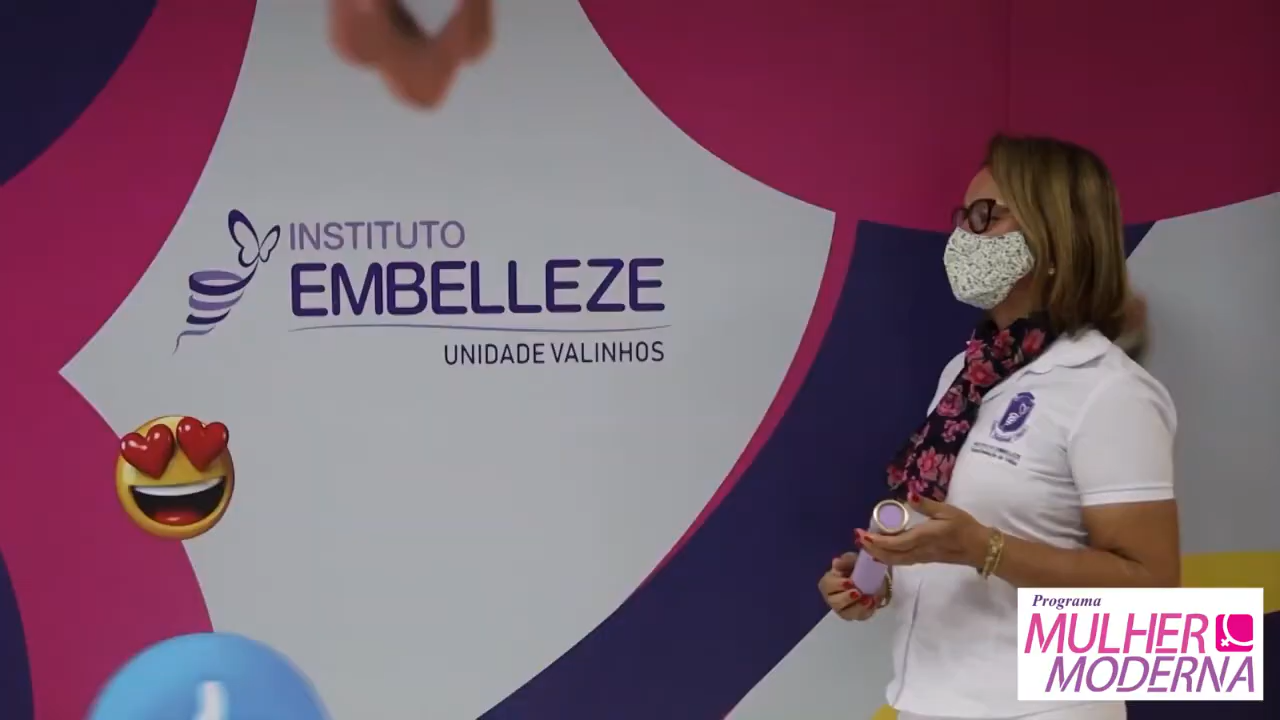 INSTITUTO
EMBELLEZE
UNIDADE VALINHOS
Programa
MULHER
MODERNA